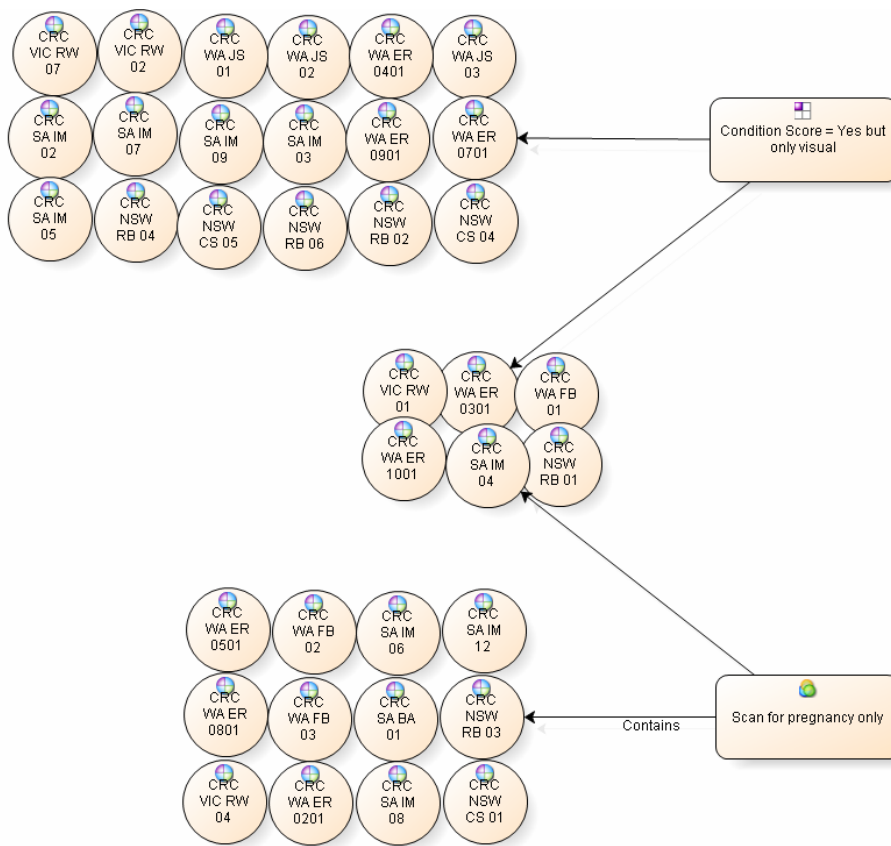 CRC
VIC RW
07
CRC
VIC RW
02
CRC
WA JS
01
CRC
WA JS
02
CRC
WA ER
0401
CRC
WA JS
03
CRC
SA IM
02
CRC
SA IM
07
CRC
SA IM
09
CRC
SA IM
03
CRC
WA ER
0901
CRC
WA ER
0701
Condition Score = Yes but
only visual
CRC
SA IM
05
CRC
NSW
RB 04
CRC
NSW
CS 05
CRC
NSW
RB 06
CRC
NSW
RB 02
CRC
NSW
CS 04
CRC
VIC RW
01
CRC
WA ER
0301
CRC
WA FB
01
CRC
WA ER
1001
CRC
SA IM
04
CRC
NSW
RB 01
CRC
WA ER
0501
CRC
WA FB
02
CRC
SA IM
06
CRC
SA IM
12
CRC
WA ER
0801
CRC
WA FB
03
CRC
SA BA
01
CRC
NSW
RB 03
Contains
Scan for pregnancy only
CRC
VIC RW
04
CRC
WA ER
0201
CRC
SA IM
08
CRC
NSW
CS 01